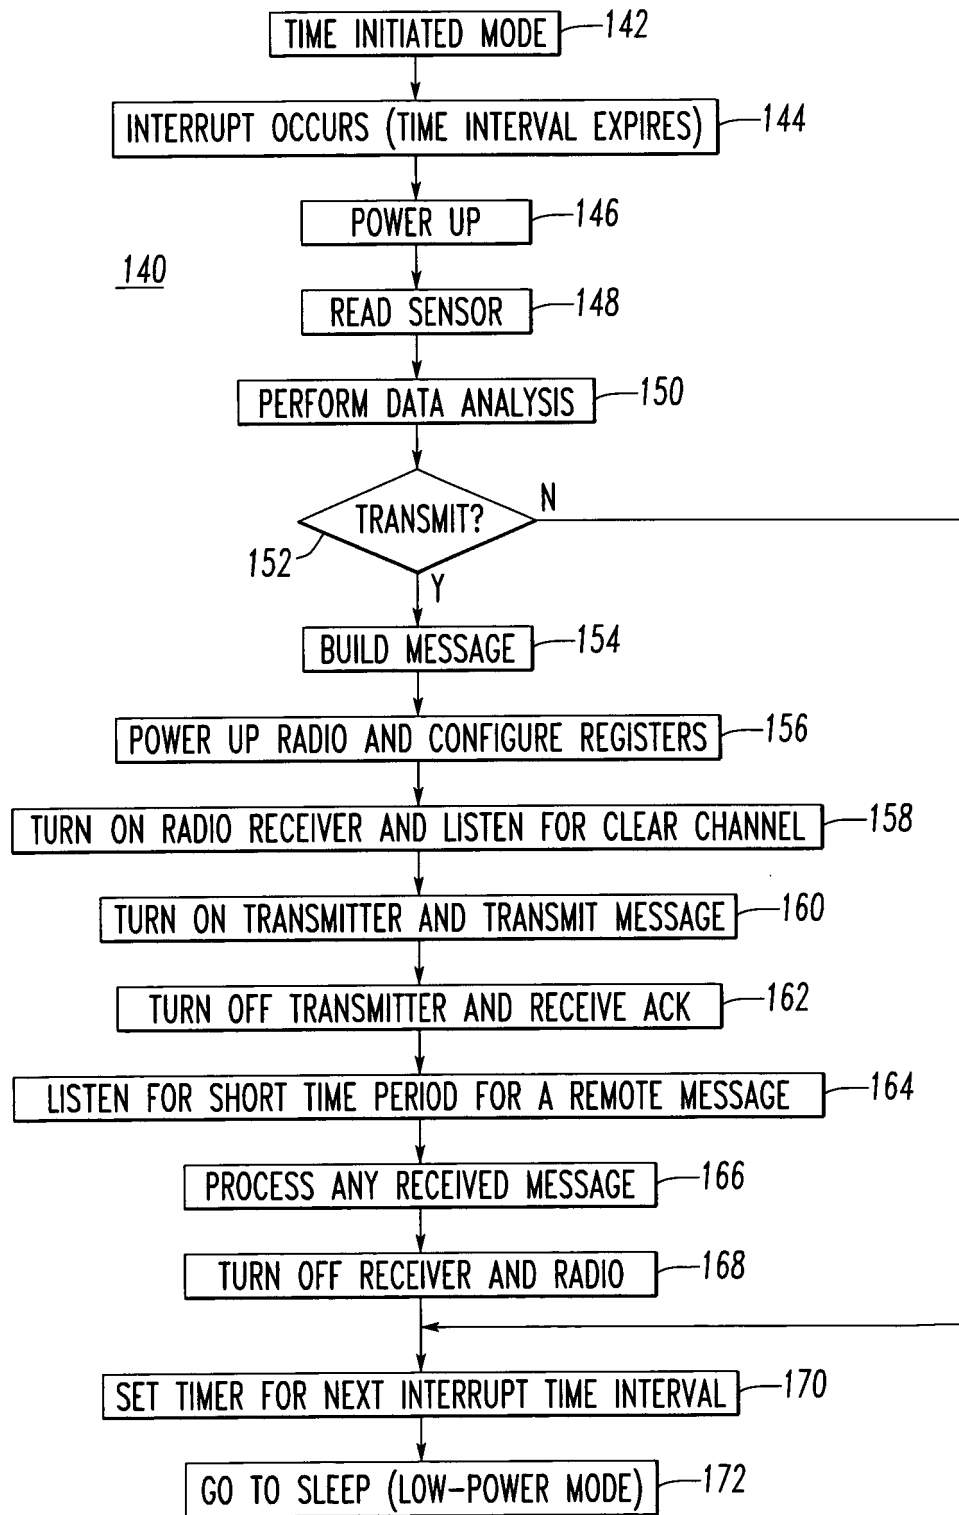 TIME INITIATED MODE 142
INTERRUPT OCCURS (TIME INTERVAL EXPIRES) 144
POWER UP 146
140
READ SENSOR 148
PERFORM DATA ANALYSIS 150
TRANSMIT? N
152
Y
BUILD MESSAGE 154
POWER UP RADIO AND CONFIGURE REGISTERS 156
TURN ON RADIO RECEIVER AND LISTEN FOR CLEAR CHANNEL 158
TURN ON TRANSMITTER AND TRANSMIT MESSAGE 160
TURN OFF TRANSMITTER AND RECEIVE ACK 162
LISTEN FOR SHORT TIME PERIOD FOR A REMOTE MESSAGE 164
PROCESS ANY RECEIVED MESSAGE 166
TURN OFF RECEIVER AND RADIO 168
SET TIMER FOR NEXT INTERRUPT TIME INTERVAL 170
GO TO SLEEP (LOW-POWER MODE) 172